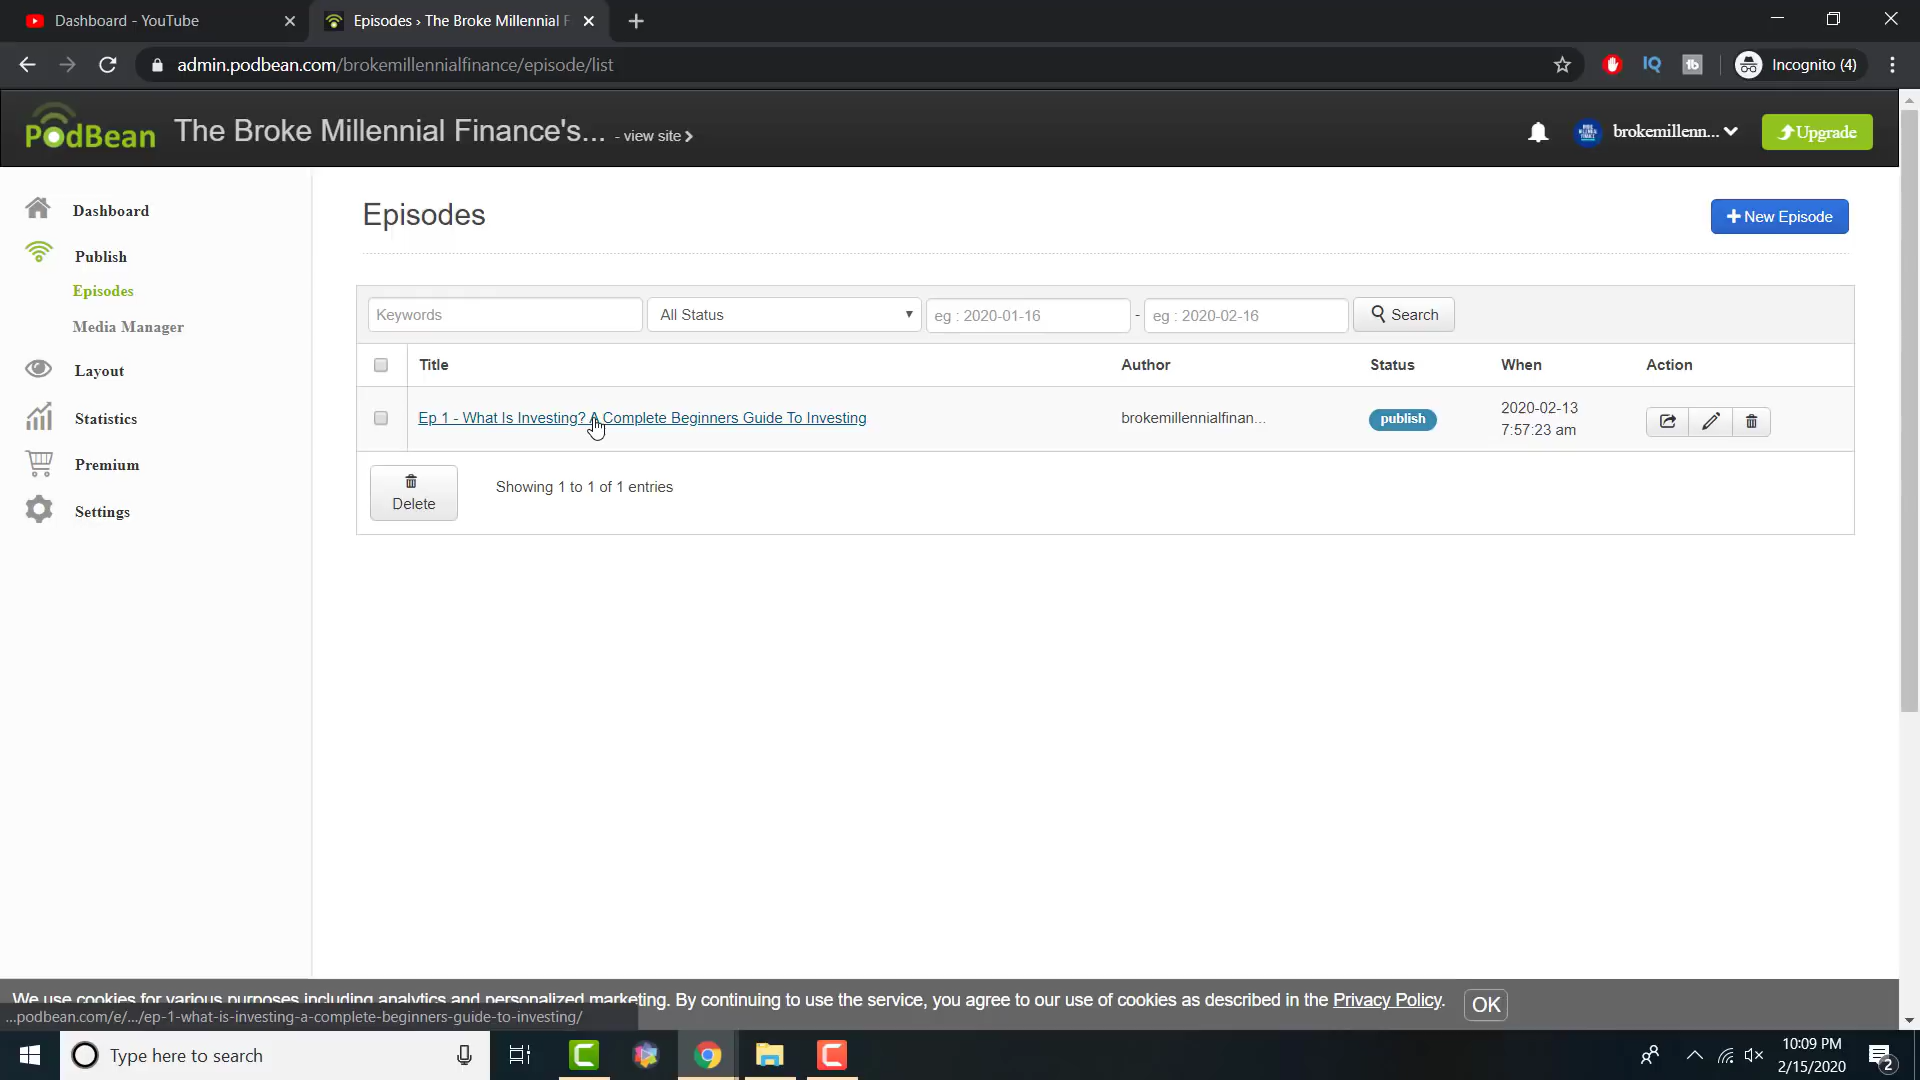 Dashboard - YouTube
Episodes › The Broke Millennial F
admin.podbean.com/brokemillennialfinance/episode/list
IQ
tb
Incognito (4)
PodBean
The Broke Millennial Finance's... - view site
brokemillenn...
Upgrade
Dashboard
Publish
Episodes
Media Manager
Layout
Statistics
Premium
Settings
Episodes
New Episode
Keywords
All Status
eg : 2020-01-16
-
eg : 2020-02-16
Search
Title
Author
Status
When
Action
Ep 1 - What Is Investing? A Complete Beginners Guide To Investing
brokemillennialfinan...
publish
2020-02-13
7:57:23 am
Delete
Showing 1 to 1 of 1 entries
We use cookies for various purposes including analytics and personalized marketing. By continuing to use the service, you agree to our use of cookies as described in the Privacy Policy.
OK
...podbean.com/e/.../ep-1-what-is-investing-a-complete-beginners-guide-to-investing/
Type here to search
10:09 PM
2/15/2020
2